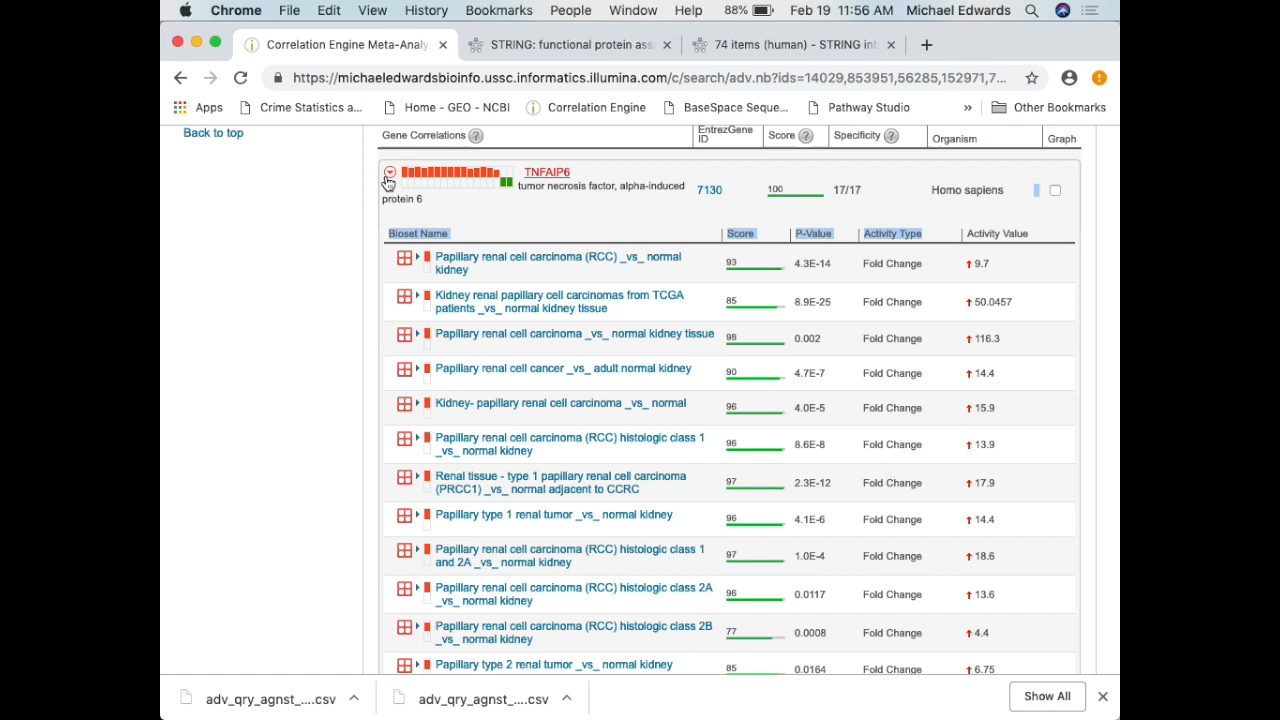 Chrome File Edit View History Bookmarks People Window Help 88% Feb 19 11:56 AM Michael Edwards
Correlation Engine Meta-Analy
STRING: functional protein ass
74 items (human) - STRING int
https://michaeledwardsbioinfo.ussc.informatics.illumina.com/c/search/adv.nb?ids=14029,853951,56285,152971,7...
Apps Crime Statistics a... Home - GEO - NCBI Correlation Engine BaseSpace Seque... Pathway Studio » Other Bookmarks
Back to top
Gene Correlations ? EntrezGene ID Score ? Specificity ? Organism Graph
TNFAIP6
tumor necrosis factor, alpha-induced
protein 6
7130 100 17/17 Homo sapiens
Bioset Name Score P-Value Activity Type Activity Value
Papillary renal cell carcinoma (RCC) _vs_ normal
kidney
93 4.3E-14 Fold Change 9.7
Kidney renal papillary cell carcinomas from TCGA
patients _vs_ normal kidney tissue
85 8.9E-25 Fold Change 50.0457
Papillary renal cell carcinoma _vs_ normal kidney tissue
98 0.002 Fold Change 116.3
Papillary renal cell cancer _vs_ adult normal kidney
90 4.7E-7 Fold Change 14.4
Kidney- papillary renal cell carcinoma _vs_ normal
96 4.0E-5 Fold Change 15.9
Papillary renal cell carcinoma (RCC) histologic class 1
_vs_ normal kidney
96 8.6E-8 Fold Change 13.9
Renal tissue - type 1 papillary renal cell carcinoma
(PRCC1) _vs_ normal adjacent to CCRC
97 2.3E-12 Fold Change 17.9
Papillary type 1 renal tumor _vs_ normal kidney
96 4.1E-6 Fold Change 14.4
Papillary renal cell carcinoma (RCC) histologic class 1
and 2A _vs_ normal kidney
97 1.0E-4 Fold Change 18.6
Papillary renal cell carcinoma (RCC) histologic class 2A
_vs_ normal kidney
96 0.0117 Fold Change 13.6
Papillary renal cell carcinoma (RCC) histologic class 2B
_vs_ normal kidney
77 0.0008 Fold Change 4.4
Papillary type 2 renal tumor _vs_ normal kidney
85 0.0164 Fold Change 6.75
adv_qry_agnst_....csv
adv_qry_agnst_....csv
Show All